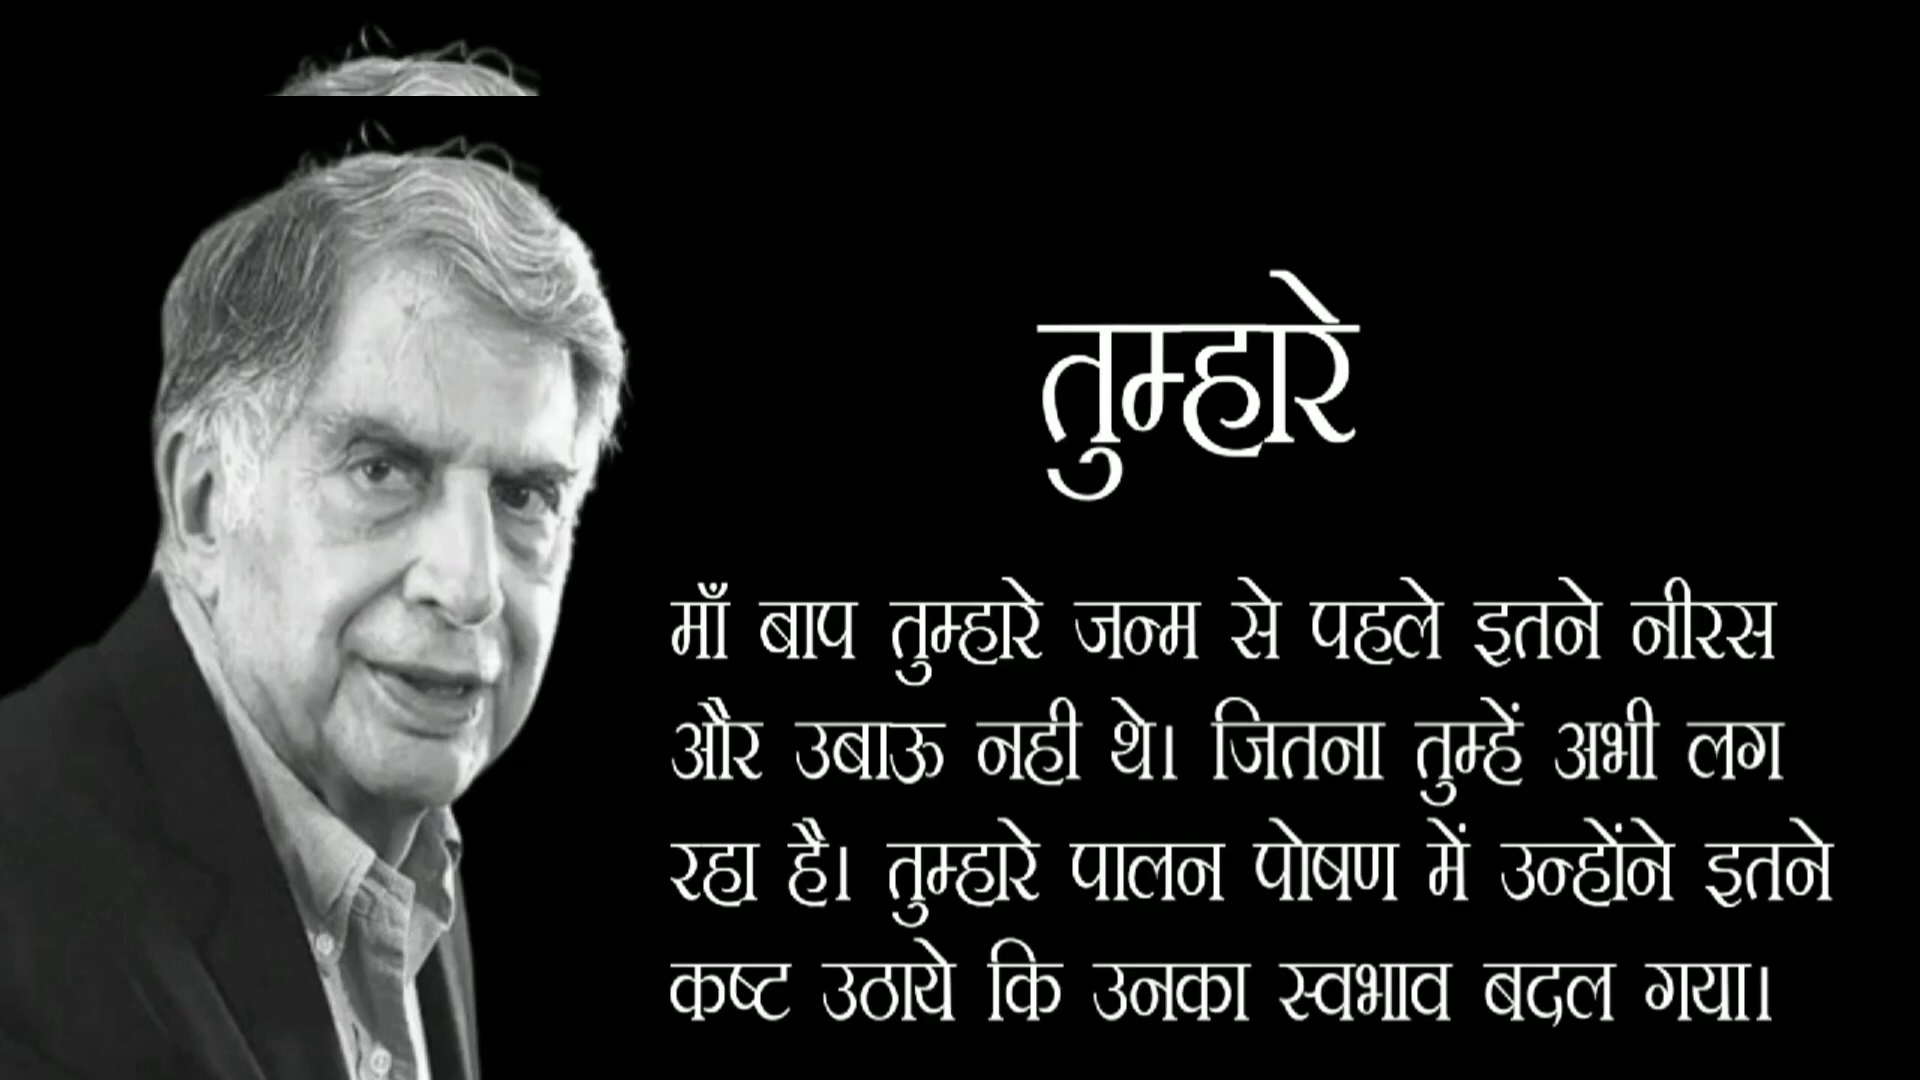 तुम्हारे
माँ बाप तुम्हारे जन्म से पहले इतने नीरस
और उबाऊ नही थे। जितना तुम्हें अभी लग
रहा है। तुम्हारे पालन पोषण में उन्होंने इतने
कष्ट उठाये कि उनका स्वभाव बदल गया।